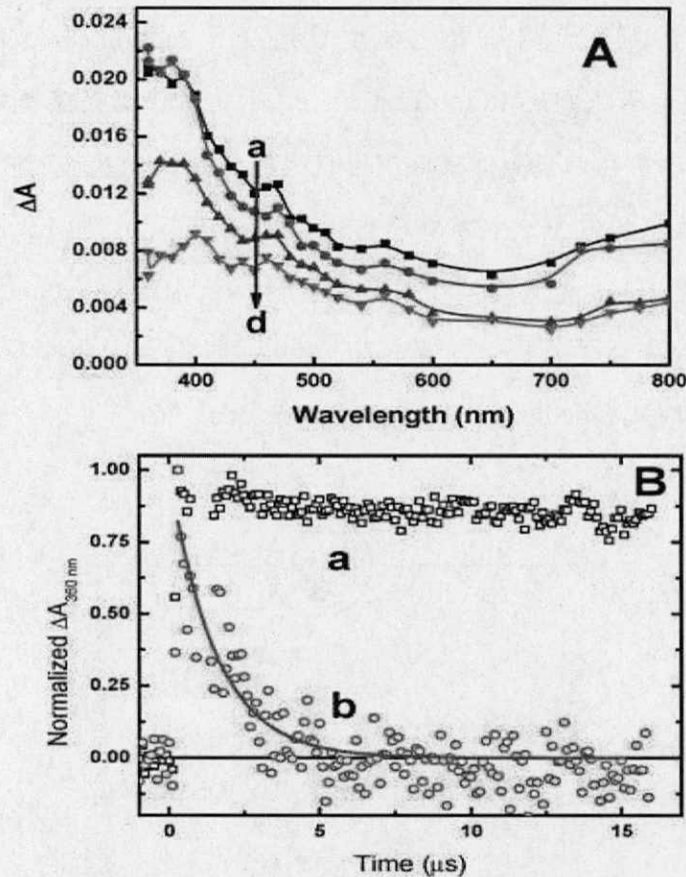 A
0.024
0.020
0.016
0.012
0.008
0.004
0.000
ΔA
a
d
400 500 600 700 800
Wavelength (nm)
B
1.00
0.75
0.50
0.25
0.00
Normalized ΔA360 nm
a
b
0 5 10 15
Time (μs)